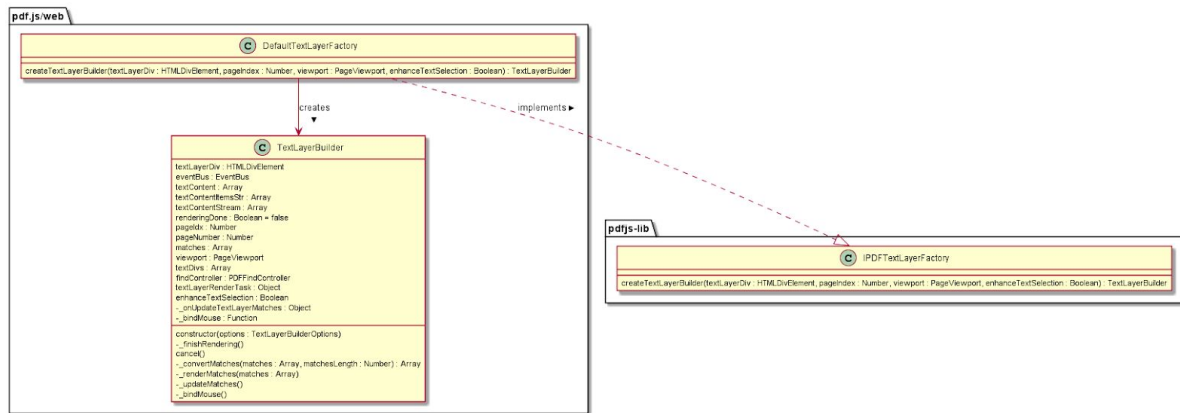 pdf.js/web
C DefaultTextLayerFactory
createTextLayerBuilder(textLayerDiv : HTMLDivElement, pageIndex : Number, viewport : PageViewport, enhanceTextSelection : Boolean) : TextLayerBuilder
creates
implements
C TextLayerBuilder
textLayerDiv : HTMLDivElement
eventBus : EventBus
textContent : Array
textContentItemsStr : Array
textContentStream : Array
renderingDone : Boolean = false
pageIdx : Number
pageNumber : Number
matches : Array
viewport : PageViewport
textDivs : Array
findController : PDFFindController
textLayerRenderTask : Object
enhanceTextSelection : Boolean
-_onUpdateTextLayerMatches : Object
-_bindMouse : Function
constructor(options : TextLayerBuilderOptions)
-_finishRendering()
cancel()
-_convertMatches(matches : Array, matchesLength : Number) : Array
-_renderMatches(matches : Array)
-_updateMatches()
-_bindMouse()
pdfjs-lib
C IPDFTextLayerFactory
createTextLayerBuilder(textLayerDiv : HTMLDivElement, pageIndex : Number, viewport : PageViewport, enhanceTextSelection : Boolean) : TextLayerBuilder